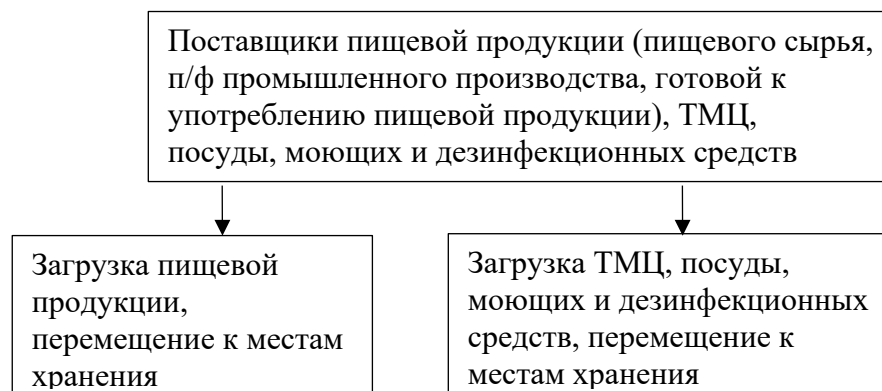 Поставщики пищевой продукции (пищевого сырья,
п/ф промышленного производства, готовой к
употреблению пищевой продукции), ТМЦ,
посуды, моющих и дезинфекционных средств
Загрузка пищевой
продукции,
перемещение к местам
хранения
Загрузка ТМЦ, посуды,
моющих и дезинфекционных
средств, перемещение к
местам хранения